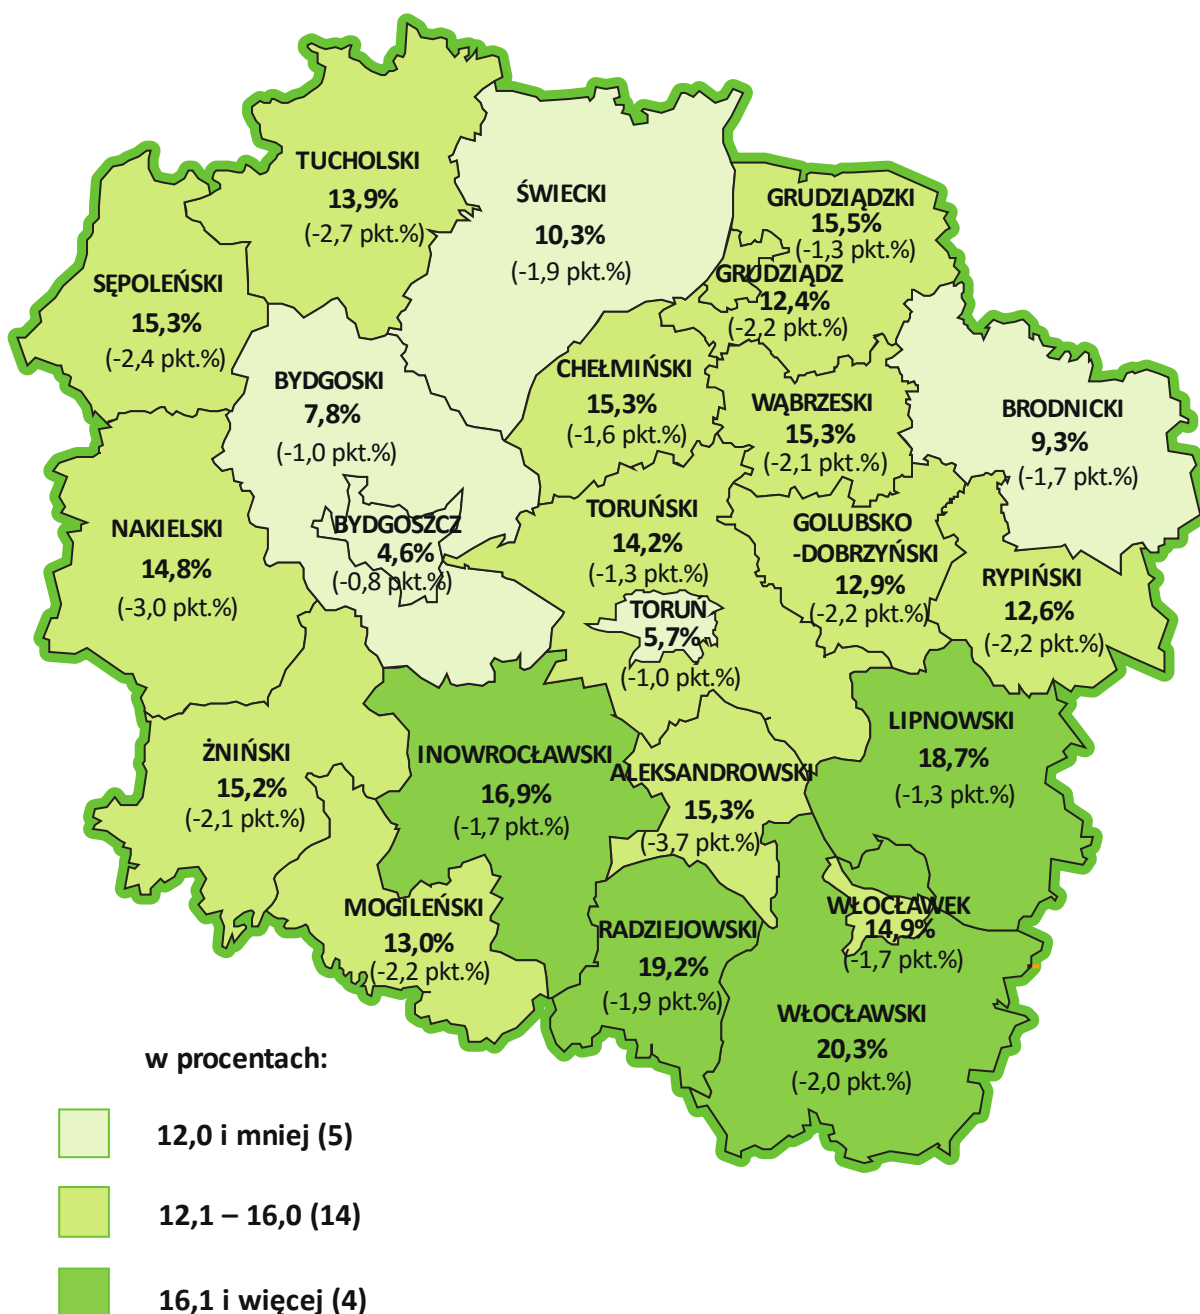 TUCHOLSKI
13,9%
(-2,7 pkt.%)
ŚWIECKI
10,3%
(-1,9 pkt.%)
GRUDZIĄDZKI
15,5%
(-1,3 pkt.%)
GRUDZIĄDZ
12,4%
(-2,2 pkt.%)
SĘPOLEŃSKI
15,3%
(-2,4 pkt.%)
BYDGOSKI
7,8%
(-1,0 pkt.%)
CHEŁMIŃSKI
15,3%
(-1,6 pkt.%)
WĄBRZESKI
15,3%
(-2,1 pkt.%)
BRODNICKI
9,3%
(-1,7 pkt.%)
NAKIELSKI
14,8%
(-3,0 pkt.%)
BYDGOSZCZ
4,6%
(-0,8 pkt.%)
TORUŃSKI
14,2%
(-1,3 pkt.%)
GOLUBSKO
-DOBRZYŃSKI
12,9%
(-2,2 pkt.%)
RYPIŃSKI
12,6%
(-2,2 pkt.%)
TORUŃ
5,7%
(-1,0 pkt.%)
ŻNIŃSKI
15,2%
(-2,1 pkt.%)
INOWROCŁAWSKI
16,9%
(-1,7 pkt.%)
ALEKSANDROWSKI
15,3%
(-3,7 pkt.%)
LIPNOWSKI
18,7%
(-1,3 pkt.%)
MOGILEŃSKI
13,0%
(-2,2 pkt.%)
RADZIEJOWSKI
19,2%
(-1,9 pkt.%)
WŁOCŁAWEK
14,9%
(-1,7 pkt.%)
WŁOCŁAWSKI
20,3%
(-2,0 pkt.%)
w procentach:
12,0 i mniej (5)
12,1 – 16,0 (14)
16,1 i więcej (4)